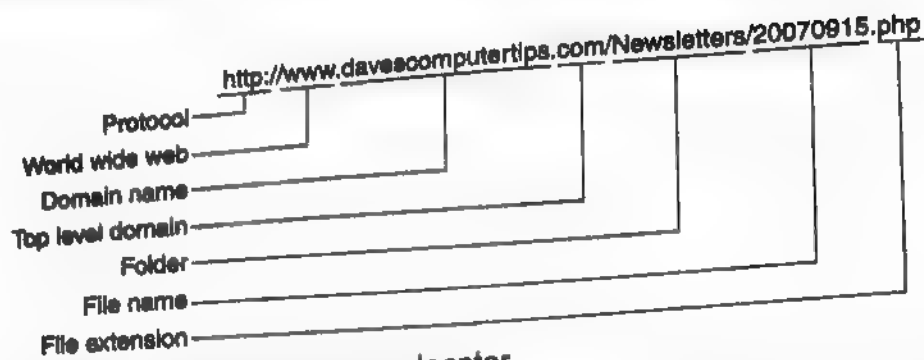 http://www.davescomputertips.com/Newsletters/20070915.php
Protocol
World wide web
Domain name
Top level domain
Folder
File name
File extension